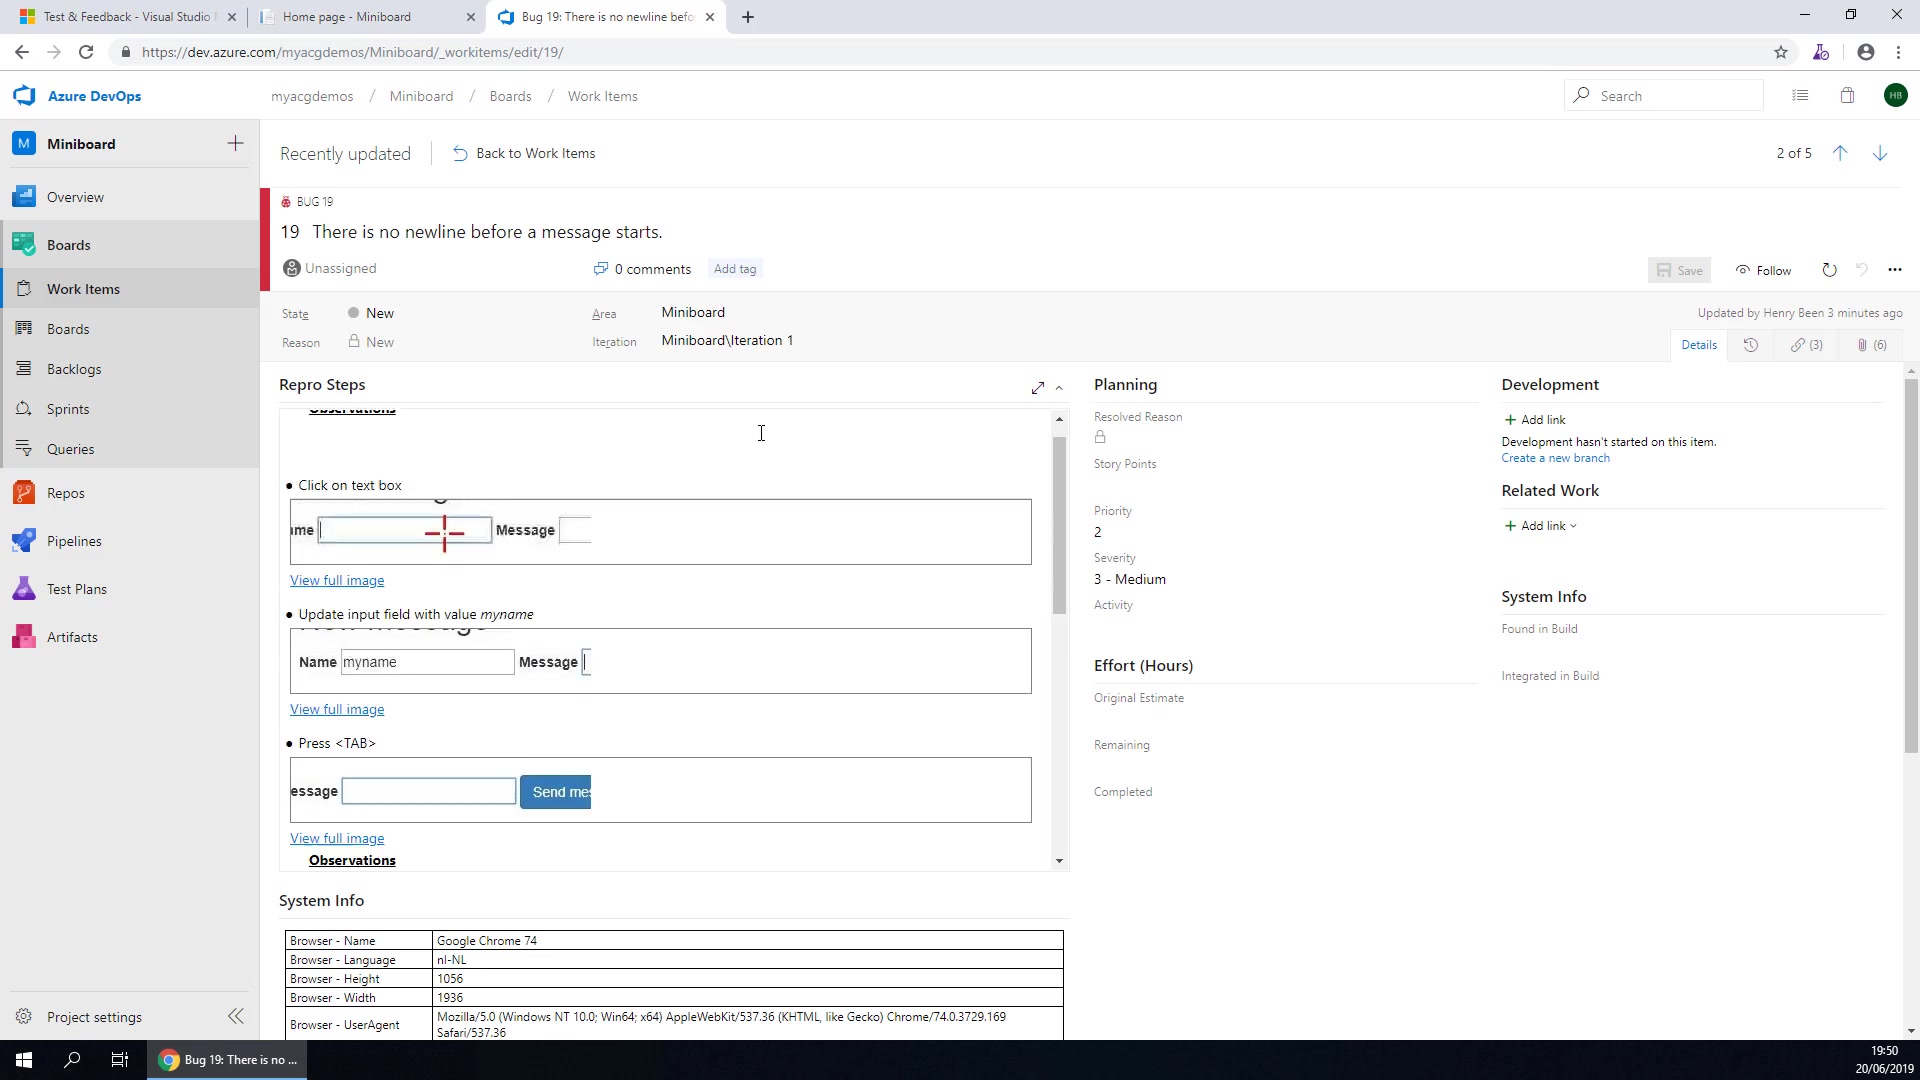 Test & Feedback - Visual Studio
Home page - Miniboard
Bug 19: There is no newline befo
https://dev.azure.com/myacgdemos/Miniboard/_workitems/edit/19/
Azure DevOps
myacgdemos / Miniboard / Boards / Work Items
Search
HB
M Miniboard
Overview
Boards
Work Items
Boards
Backlogs
Sprints
Queries
Repos
Pipelines
Test Plans
Artifacts
Project settings
Recently updated
Back to Work Items
2 of 5
BUG 19
19 There is no newline before a message starts.
Unassigned
0 comments
Add tag
Save
Follow
State
New
Area
Miniboard
Updated by Henry Been 3 minutes ago
Reason
New
Iteration
Miniboard\Iteration 1
Details
(3)
(6)
Repro Steps
Observations
• Click on text box
ame
Message
View full image
• Update input field with value myname
New message
Name myname Message
View full image
• Press <TAB>
essage
Send mes
View full image
Observations
System Info
Browser - Name Google Chrome 74
Browser - Language nl-NL
Browser - Height 1056
Browser - Width 1936
Browser - UserAgent Mozilla/5.0 (Windows NT 10.0; Win64; x64) AppleWebKit/537.36 (KHTML, like Gecko) Chrome/74.0.3729.169
Safari/537.36
Planning
Resolved Reason
Story Points
Priority
2
Severity
3 - Medium
Activity
Effort (Hours)
Original Estimate
Remaining
Completed
Development
Add link
Development hasn't started on this item.
Create a new branch
Related Work
Add link
System Info
Found in Build
Integrated in Build
Bug 19: There is no ...
19:50
20/06/2019